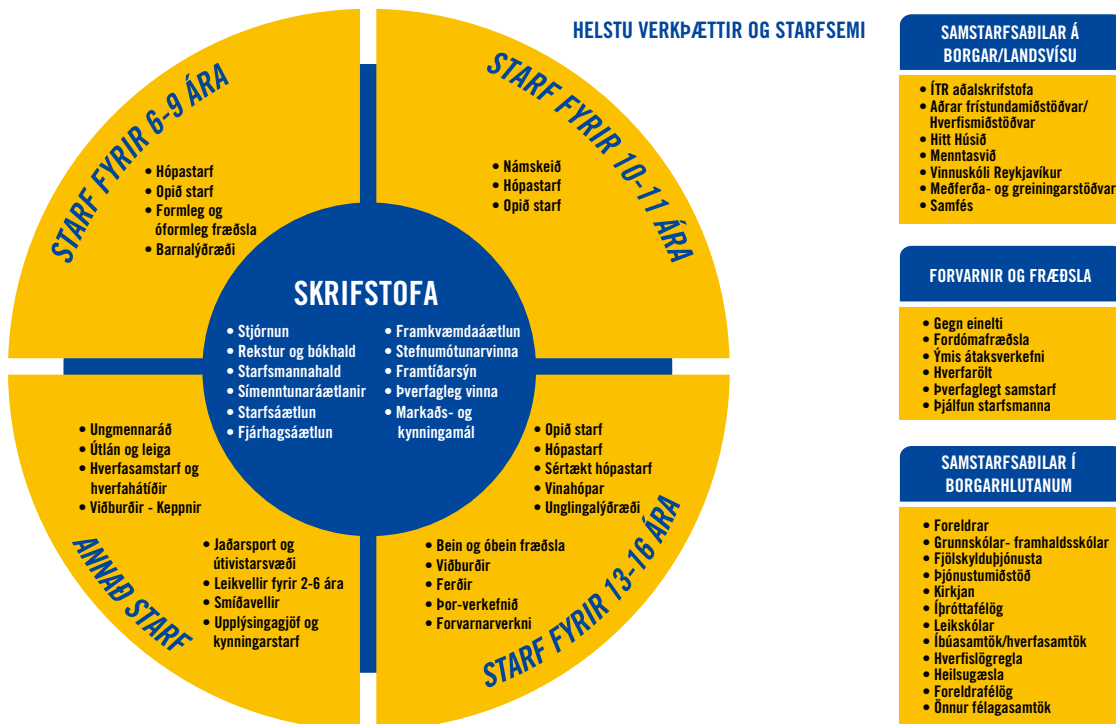 HELSTU VERKÞÆTTIR OG STARFSEMI
STARF FYRIR 6-9 ÁRA
• Hópastarf
• Opið starf
• Formleg og
óformleg fræðsla
• Barnalýðræði
STARF FYRIR 10-11 ÁRA
• Námskeið
• Hópastarf
• Opið starf
SKRIFSTOFA
• Stjórnun
• Rekstur og bókhald
• Starfsmannahald
• Símenntunaráætlanir
• Starfsáætlun
• Fjárhagsáætlun
• Framkvæmdaáætlun
• Stefnumótunarvinna
• Framtíðarsýn
• Þverfagleg vinna
• Markaðs- og
kynningamál
• Ungmennaráð
• Útlán og leiga
• Hverfasamstarf og
hverfahátíðir
• Viðburðir - Keppnir
• Jaðarsport og
útivistarsvæði
• Leikvellir fyrir 2-6 ára
• Smíðavellir
• Upplýsingagjöf og
kynningarstarf
ANNAÐ STARF
• Opið starf
• Hópastarf
• Sértækt hópastarf
• Vinahópar
• Unglingalýðræði
• Bein og óbein fræðsla
• Viðburðir
• Ferðir
• Þor-verkefnið
• Forvarnarverkni
STARF FYRIR 13-16 ÁRA
SAMSTARFSAÐILAR Á
BORGAR/LANDSVÍSU
• ÍTR aðalskrifstofa
• Aðrar frístundamiðstöðvar/
Hverfismiðstöðvar
• Hitt Húsið
• Menntasvið
• Vinnuskóli Reykjavíkur
• Meðferða- og greiningarstöðvar
• Samfés
FORVARNIR OG FRÆÐSLA
• Gegn einelti
• Fordómafræðsla
• Ýmis átaksverkefni
• Hverfarölt
• Þverfaglegt samstarf
• Þjálfun starfsmanna
SAMSTARFSAÐILAR Í
BORGARHLUTANUM
• Foreldrar
• Grunnskólar- framhaldsskólar
• Fjölskylduþjónusta
• Þjónustumiðstöð
• Kirkjan
• Íþróttafélög
• Leikskólar
• Íbúasamtök/hverfasamtök
• Hverfislögregla
• Heilsugæsla
• Foreldrafélög
• Önnur félagasamtök